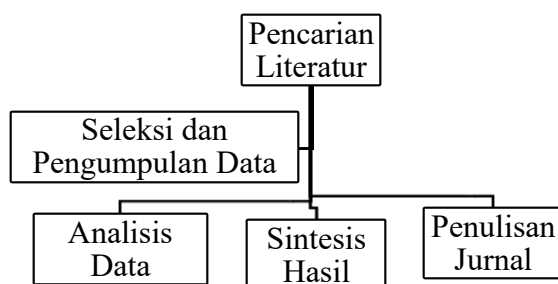 Pencarian
Literatur
Seleksi dan
Pengumpulan Data
Analisis
Data
Sintesis
Hasil
Penulisan
Jurnal